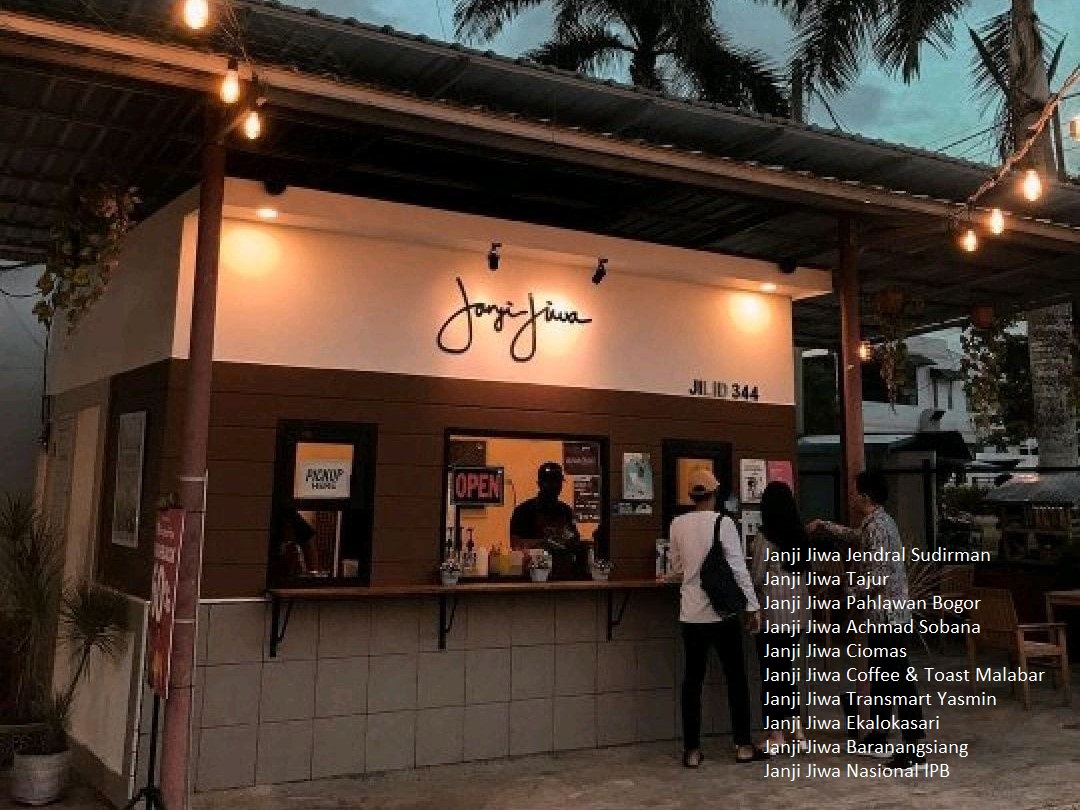 Janji Jiwa
JILID 344
PICKUP
HERE
OPEN
Janji Jiwa Jendral Sudirman
Janji Jiwa Tajur
Janji Jiwa Pahlawan Bogor
Janji Jiwa Achmad Sobana
Janji Jiwa Ciomas
Janji Jiwa Coffee & Toast Malabar
Janji Jiwa Transmart Yasmin
Janji Jiwa Ekalokasari
Janji Jiwa Baranangsiang
Janji Jiwa Nasional IPB